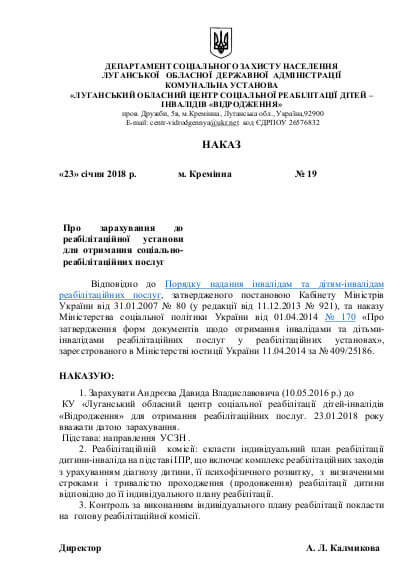 ДЕПАРТАМЕНТ СОЦІАЛЬНОГО ЗАХИСТУ НАСЕЛЕННЯ
ЛУГАНСЬКОЇ ОБЛАСНОЇ ДЕРЖАВНОЇ АДМІНІСТРАЦІЇ
КОМУНАЛЬНА УСТАНОВА
«ЛУГАНСЬКИЙ ОБЛАСНИЙ ЦЕНТР СОЦІАЛЬНОЇ РЕАБІЛІТАЦІЇ ДІТЕЙ –
ІНВАЛІДІВ «ВІДРОДЖЕННЯ»
пров. Дружби, 5в, м.Кремінна, Луганська обл., Україна,92900
E-mail: centr-vidrodgennya@ukr.net код ЄДРПОУ 26576832
НАКАЗ
«23» січня 2018 р. м. Кремінна № 19
Про зарахування до
реабілітаційної установи
для отримання соціально-
реабілітаційних послуг
Відповідно до Порядку надання інвалідам та дітям-інвалідам
реабілітаційних послуг, затвердженого постановою Кабінету Міністрів
України від 31.01.2007 № 80 (у редакції від 11.12.2013 № 921), та наказу
Міністерства соціальної політики України від 01.04.2014 № 170 «Про
затвердження форм документів щодо отримання інвалідами та дітьми-
інвалідами реабілітаційних послуг у реабілітаційних установах»,
зареєстрованого в Міністерстві юстиції України 11.04.2014 за № 409/25186.
НАКАЗУЮ:
1. Зарахувати Андрєєва Давида Владиславовича (10.05.2016 р.) до
КУ «Луганський обласний центр соціальної реабілітації дітей-інвалідів
«Відродження» для отримання реабілітаційних послуг. 23.01.2018 року
вважати датою зарахування.
Підстава: направлення УСЗН .
2. Реабілітаційній комісії: скласти індивідуальний план реабілітації
дитини-інваліда на підставі ІПР, що включає комплекс реабілітаційних заходів
з урахуванням діагнозу дитини, її психофізичного розвитку, з визначеними
строками і тривалістю проходження (продовження) реабілітації дитини
відповідно до її індивідуального плану реабілітації.
3. Контроль за виконанням індивідуального плану реабілітації покласти
на голову реабілітаційної комісії.
Директор А. Л. Калмикова